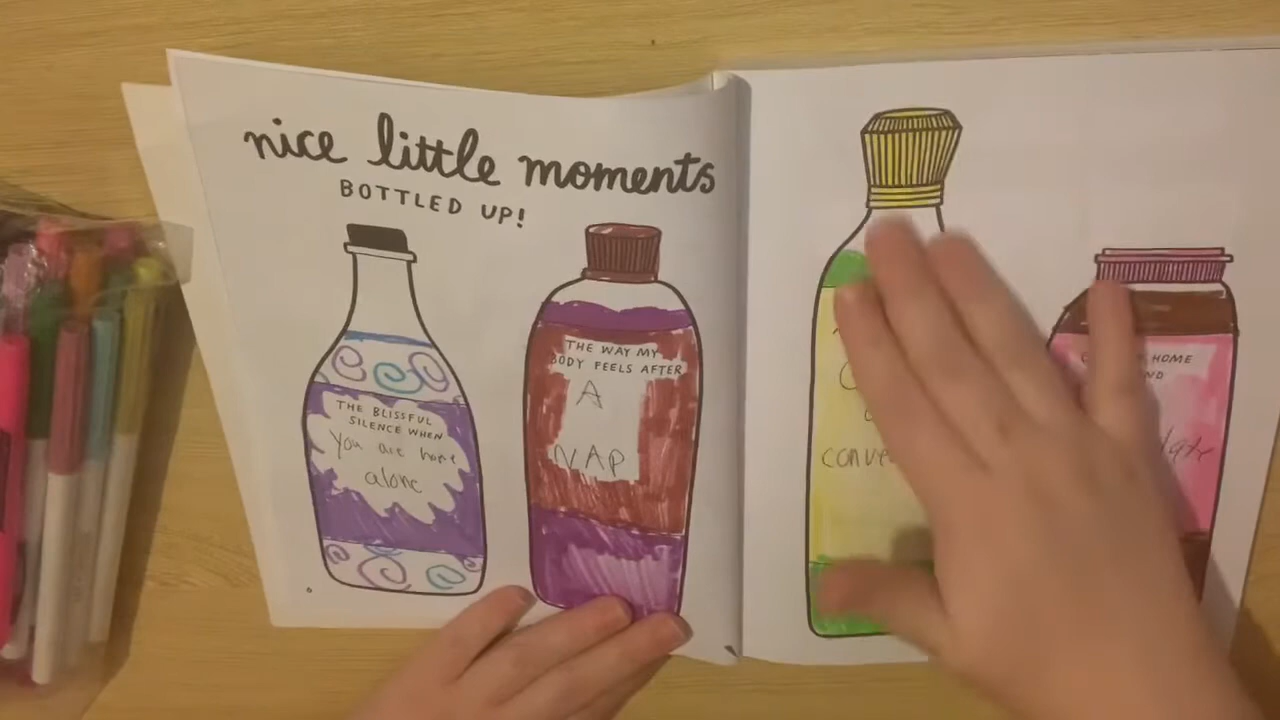 nice little moments
BOTTLED UP!
THE BLISSFUL
SILENCE WHEN
you are home
alone
THE WAY MY
BODY FEELS AFTER
A
NAP
HOME